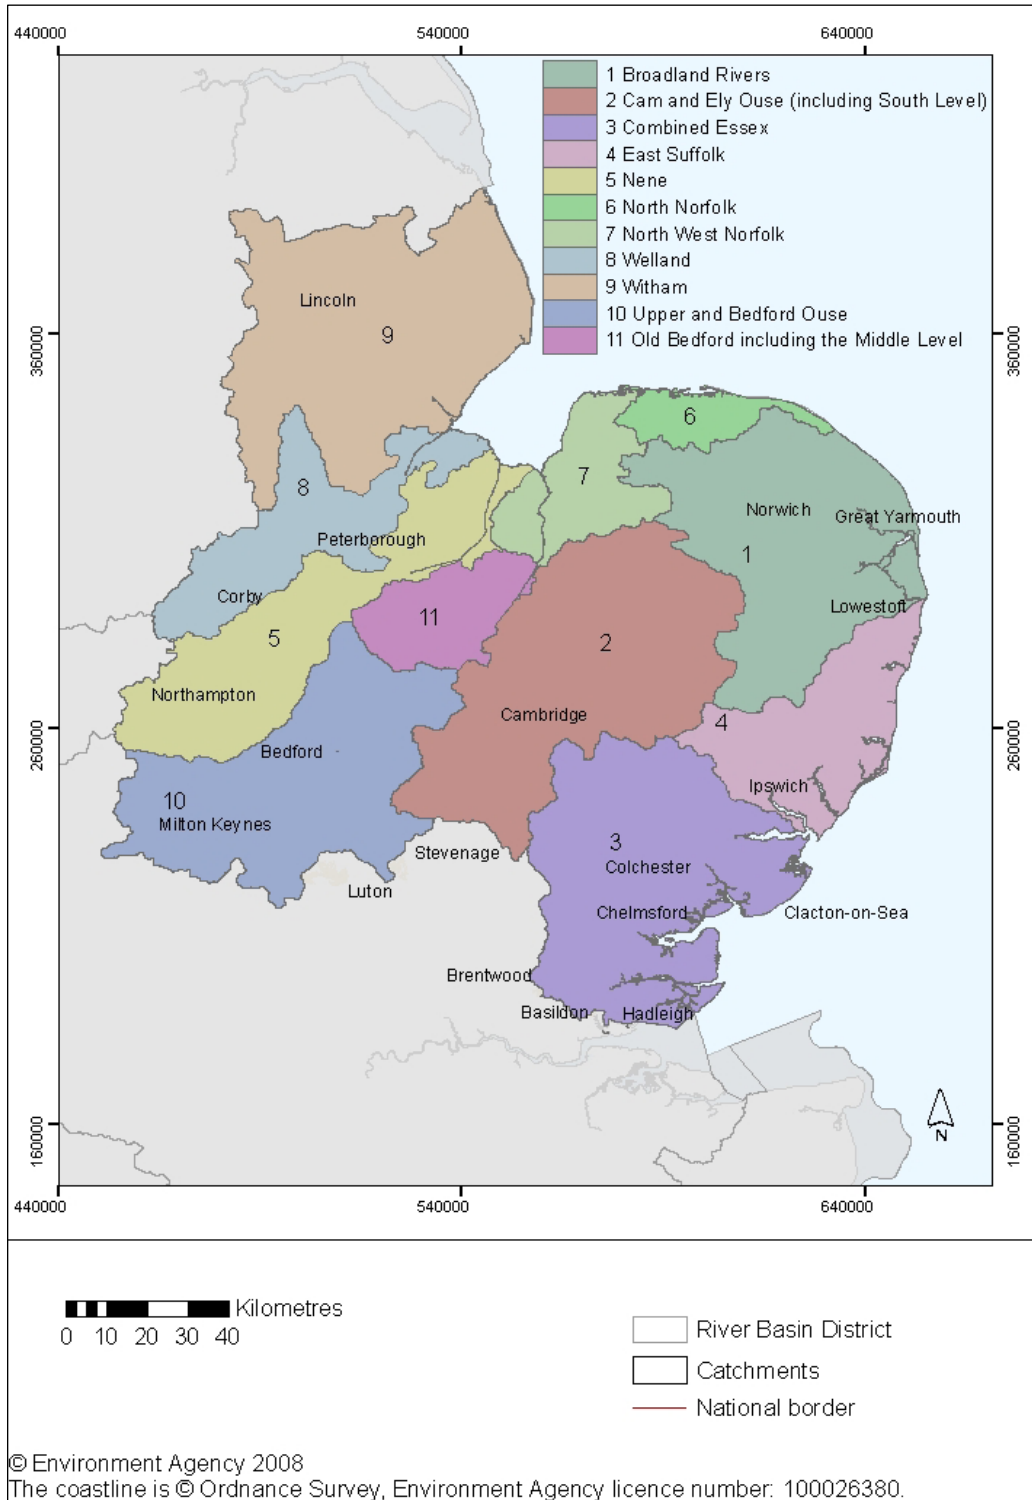 440000 540000 640000
1 Broadland Rivers
2 Cam and Ely Ouse (including South Level)
3 Combined Essex
4 East Suffolk
5 Nene
6 North Norfolk
7 North West Norfolk
8 Welland
9 Witham
10 Upper and Bedford Ouse
11 Old Bedford including the Middle Level
Lincoln
9
360000 360000
6
7
8
Norwich
Great Yarmouth
Peterborough
1
Corby
Lowestoft
11
5
2
Northampton
Cambridge
4
260000 260000
Bedford
Ipswich
10
Milton Keynes
3
Stevenage
Colchester
Luton
Chelmsford
Clacton-on-Sea
Brentwood
Basildon
Hadleigh
N
160000 160000
440000 540000 640000
Kilometres
0 10 20 30 40
River Basin District
Catchments
National border
© Environment Agency 2008
The coastline is © Ordnance Survey, Environment Agency licence number: 100026380.